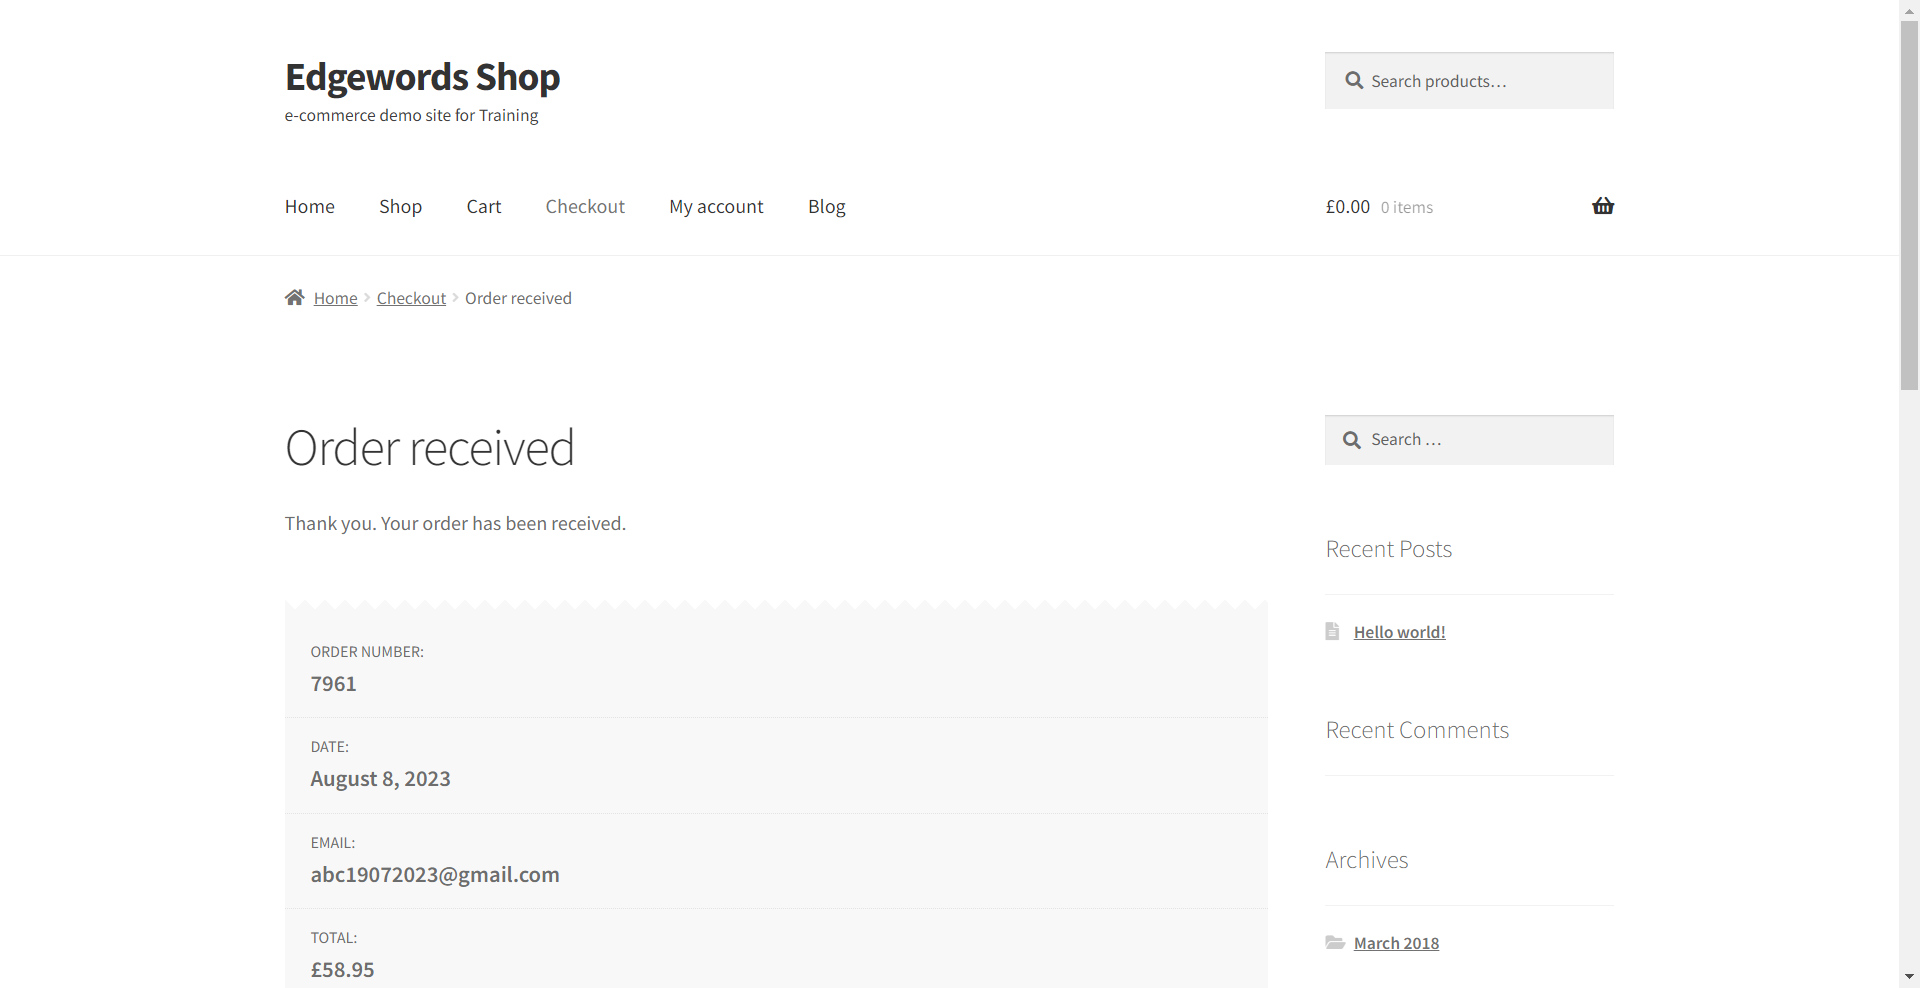 Edgewords Shop
e-commerce demo site for Training
Search products…
Home
Shop
Cart
Checkout
My account
Blog
£0.00 0 items
Home
Checkout
Order received
Order received
Thank you. Your order has been received.
ORDER NUMBER:
7961
DATE:
August 8, 2023
EMAIL:
abc19072023@gmail.com
TOTAL:
£58.95
Search …
Recent Posts
Hello world!
Recent Comments
Archives
March 2018